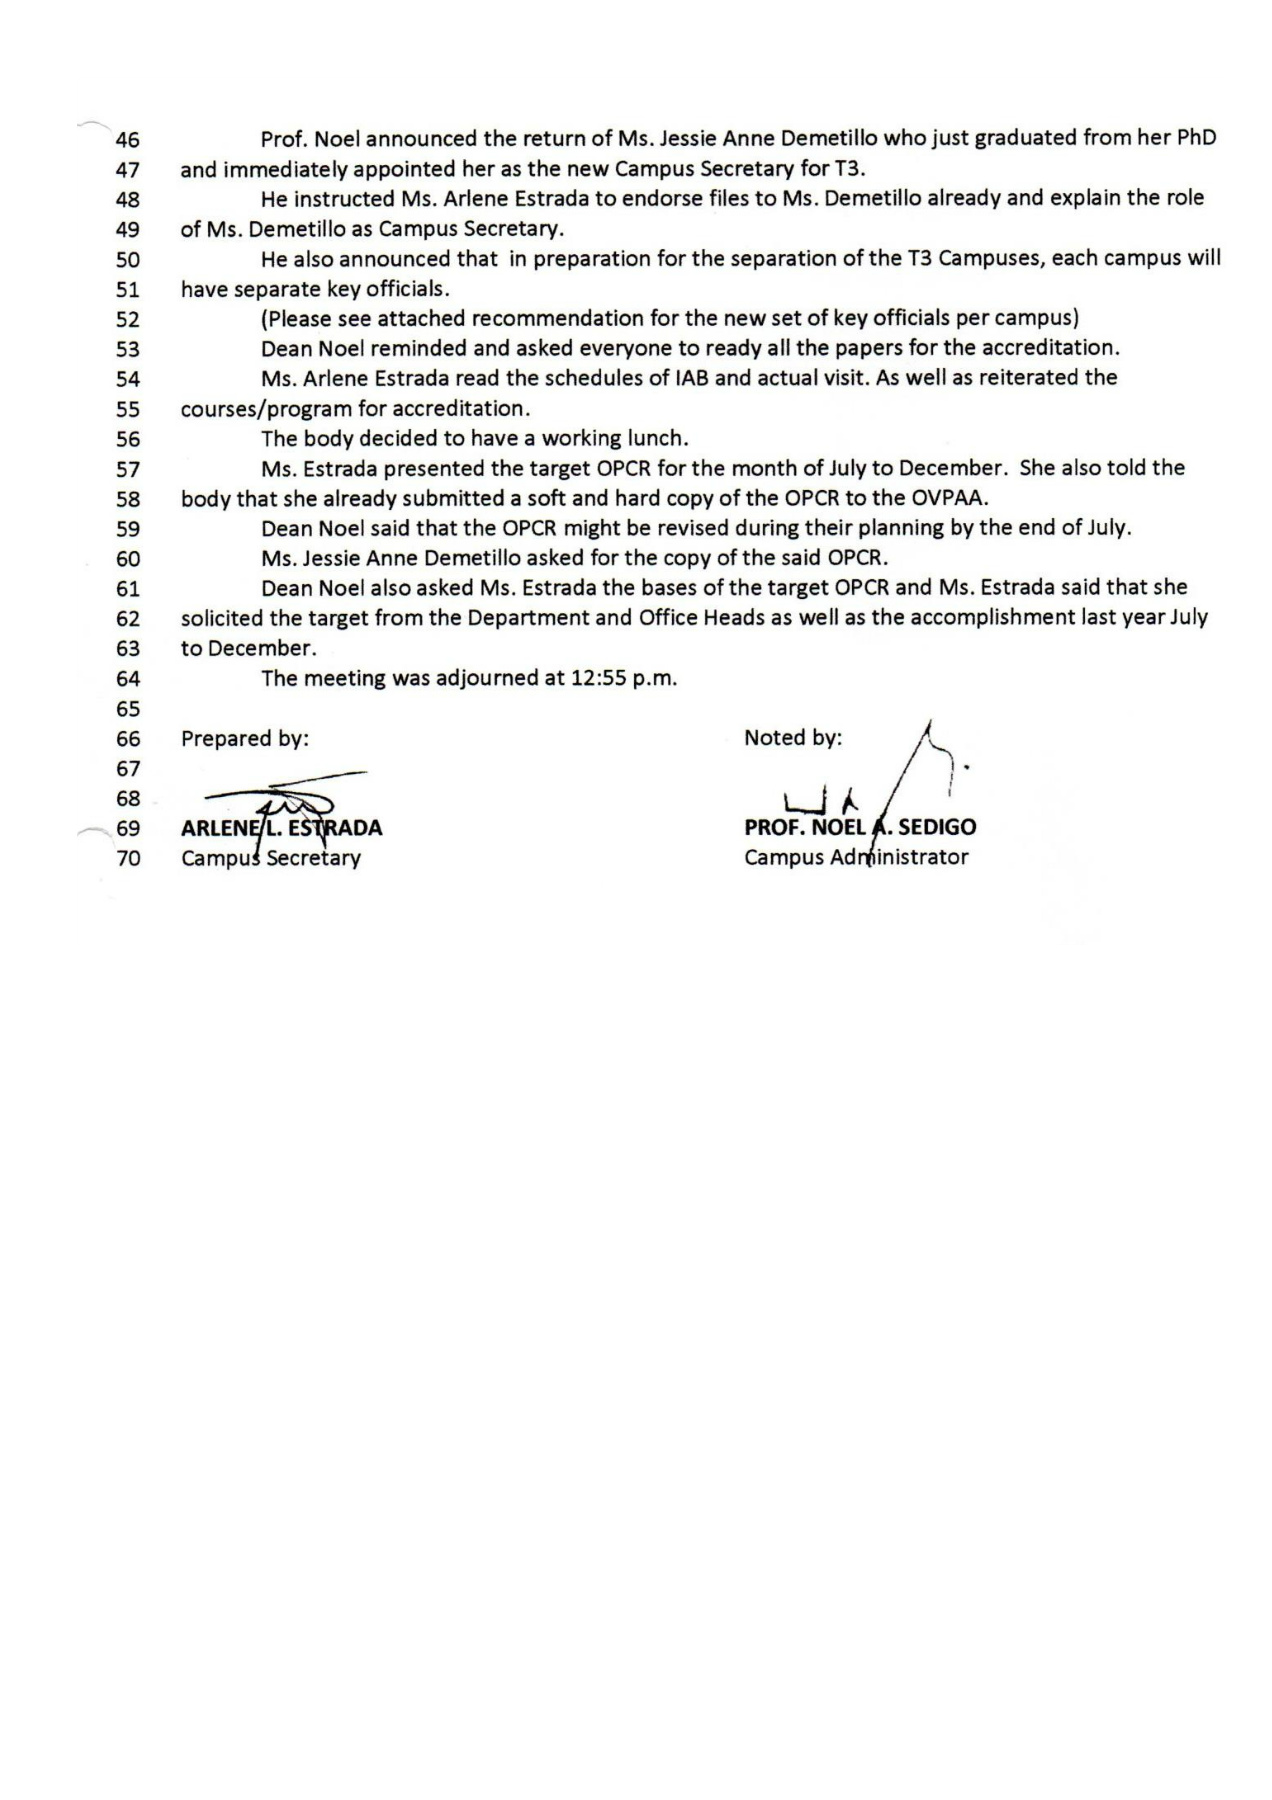 46 Prof. Noel announced the return of Ms. Jessie Anne Demetillo who just graduated from her PhD
47 and immediately appointed her as the new Campus Secretary for T3.
48 He instructed Ms. Arlene Estrada to endorse files to Ms. Demetillo already and explain the role
49 of Ms. Demetillo as Campus Secretary.
50 He also announced that in preparation for the separation of the T3 Campuses, each campus will
51 have separate key officials.
52 (Please see attached recommendation for the new set of key officials per campus)
53 Dean Noel reminded and asked everyone to ready all the papers for the accreditation.
54 Ms. Arlene Estrada read the schedules of IAB and actual visit. As well as reiterated the
55 courses/program for accreditation.
56 The body decided to have a working lunch.
57 Ms. Estrada presented the target OPCR for the month of July to December. She also told the
58 body that she already submitted a soft and hard copy of the OPCR to the OVPAA.
59 Dean Noel said that the OPCR might be revised during their planning by the end of July.
60 Ms. Jessie Anne Demetillo asked for the copy of the said OPCR.
61 Dean Noel also asked Ms. Estrada the bases of the target OPCR and Ms. Estrada said that she
62 solicited the target from the Department and Office Heads as well as the accomplishment last year July
63 to December.
64 The meeting was adjourned at 12:55 p.m.
65
66 Prepared by: Noted by:
67
68
69 ARLENE L. ESTRADA PROF. NOEL A. SEDIGO
70 Campus Secretary Campus Administrator